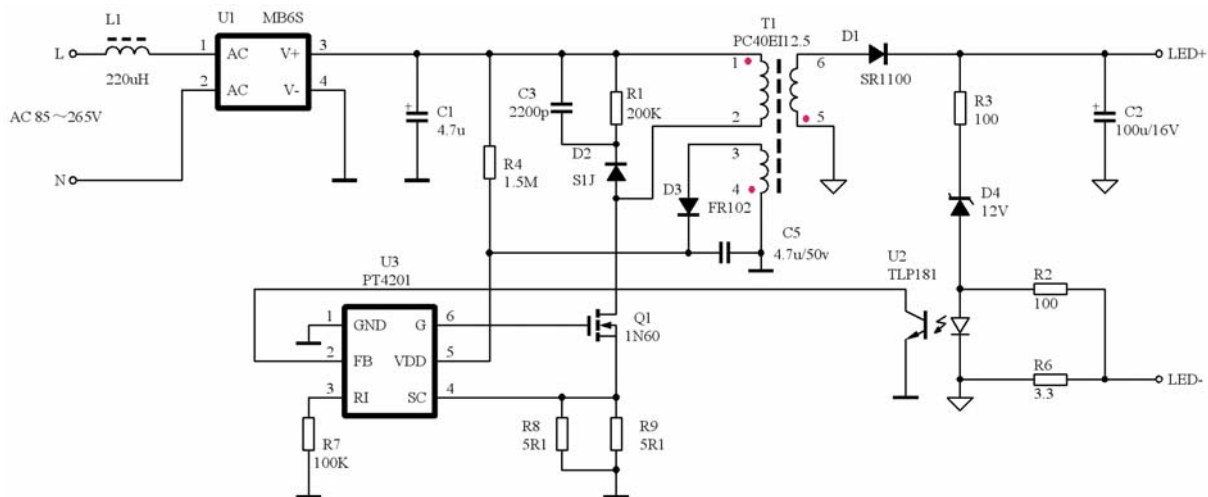 L1
U1
MB6S
T1
PC40EI12.5
D1
L
220uH
1
2
AC
AC
V+
V-
3
4
AC 85~265V
N
C1
4.7u
C3
2200p
R1
200K
R4
1.5M
D2
S1J
1
2
3
4
6
5
SR1100
LED+
R3
100
C2
100u/16V
D3
FR102
C5
4.7u/50v
D4
12V
U3
PT4201
U2
TLP181
R2
100
1
2
3
GND
FB
RI
G
VDD
SC
6
5
4
Q1
1N60
R6
3.3
LED-
R7
100K
R8
5R1
R9
5R1